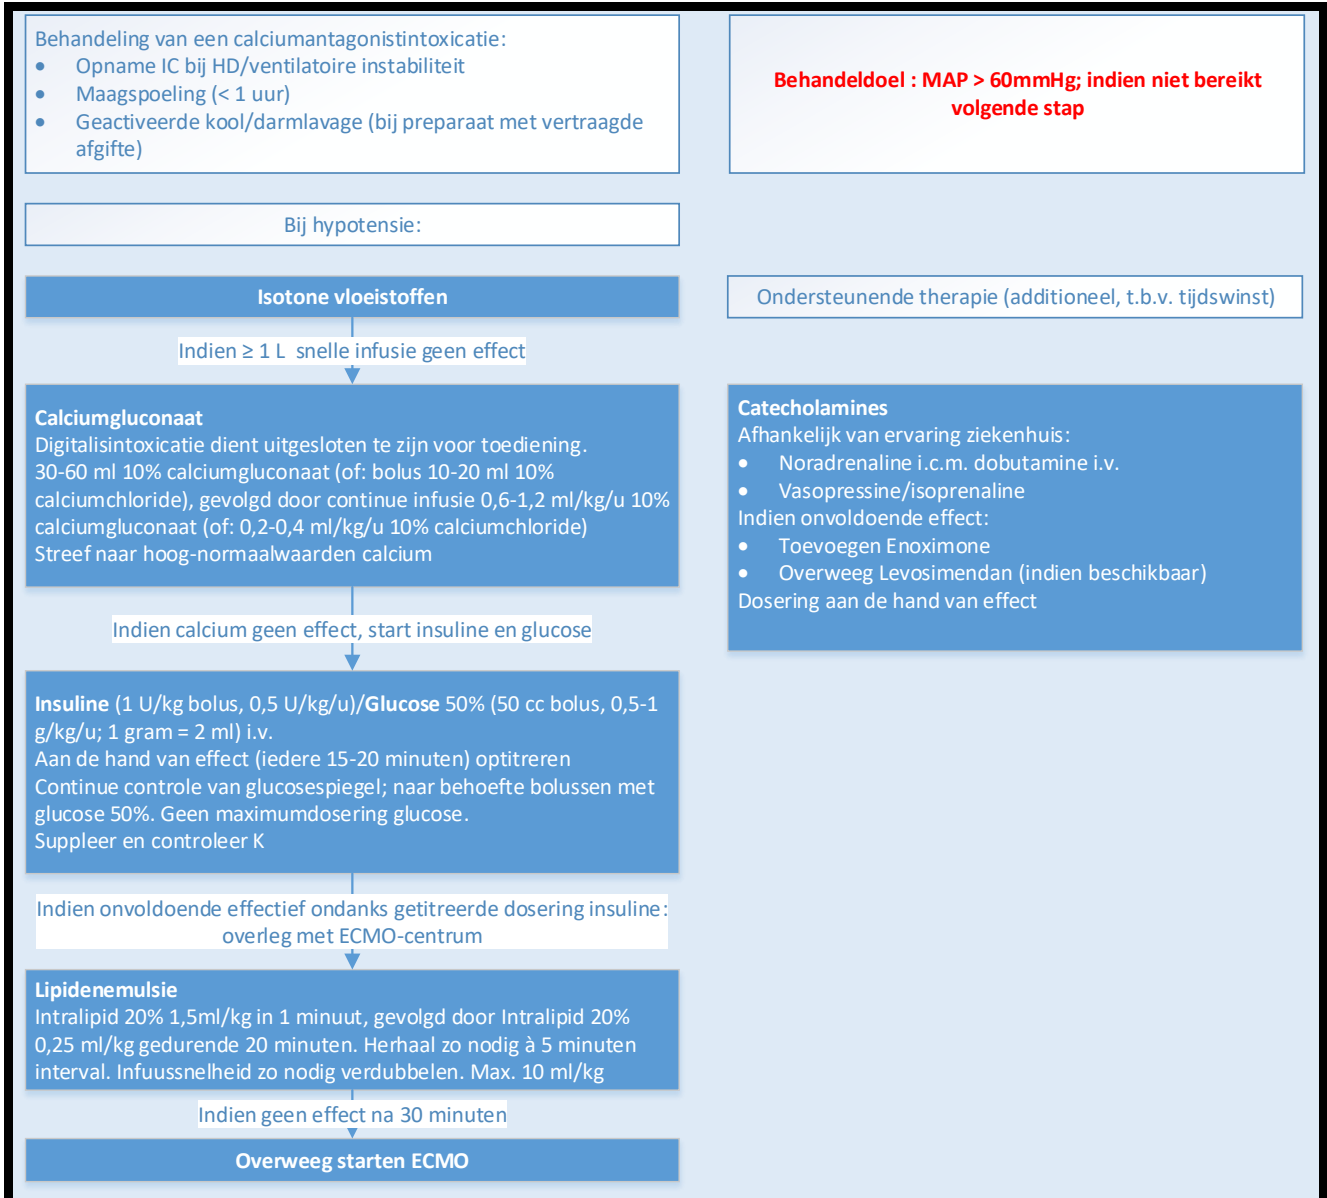 Behandeling van een calciumantagonistintoxicatie:
• Opname IC bij HD/ventilatoire instabiliteit
• Maagspoeling (< 1 uur)
• Geactiveerde kool/darmlavage (bij preparaat met vertraagde
afgifte)
Behandeldoel : MAP > 60mmHg; indien niet bereikt
volgende stap
Bij hypotensie:
Isotone vloeistoffen
Ondersteunende therapie (additioneel, t.b.v. tijdswinst)
Indien ≥ 1 L  snelle infusie geen effect
Calciumgluconaat
Digitalisintoxicatie dient uitgesloten te zijn voor toediening.
30-60 ml 10% calciumgluconaat (of: bolus 10-20 ml 10%
calciumchloride), gevolgd door continue infusie 0,6-1,2 ml/kg/u 10%
calciumgluconaat (of: 0,2-0,4 ml/kg/u 10% calciumchloride)
Streef naar hoog-normaalwaarden calcium
Catecholamines
Afhankelijk van ervaring ziekenhuis:
• Noradrenaline i.c.m. dobutamine i.v.
• Vasopressine/isoprenaline
Indien onvoldoende effect:
• Toevoegen Enoximone
• Overweeg Levosimendan (indien beschikbaar)
Dosering aan de hand van effect
Indien calcium geen effect, start insuline en glucose
Insuline (1 U/kg bolus, 0,5 U/kg/u)/Glucose 50% (50 cc bolus, 0,5-1
g/kg/u; 1 gram = 2 ml) i.v.
Aan de hand van effect (iedere 15-20 minuten) optitreren
Continue controle van glucosespiegel; naar behoefte bolussen met
glucose 50%. Geen maximumdosering glucose.
Suppleer en controleer K
Indien onvoldoende effectief ondanks getitreerde dosering insuline:
overleg met ECMO-centrum
Lipidenemulsie
Intralipid 20% 1,5ml/kg in 1 minuut, gevolgd door Intralipid 20%
0,25 ml/kg gedurende 20 minuten. Herhaal zo nodig à 5 minuten
interval. Infuussnelheid zo nodig verdubbelen. Max. 10 ml/kg
Indien geen effect na 30 minuten
Overweeg starten ECMO